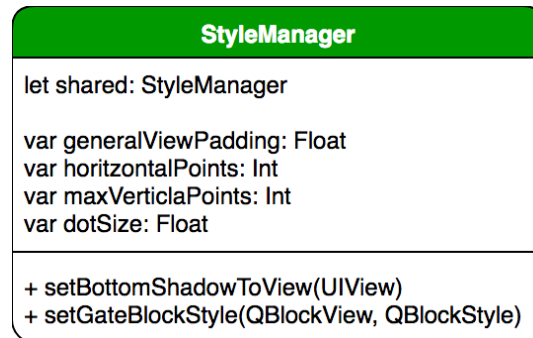 StyleManager
let shared: StyleManager
var generalViewPadding: Float
var horitzontalPoints: Int
var maxVerticlaPoints: Int
var dotSize: Float
+ setBottomShadowToView(UIView)
+ setGateBlockStyle(QBlockView, QBlockStyle)